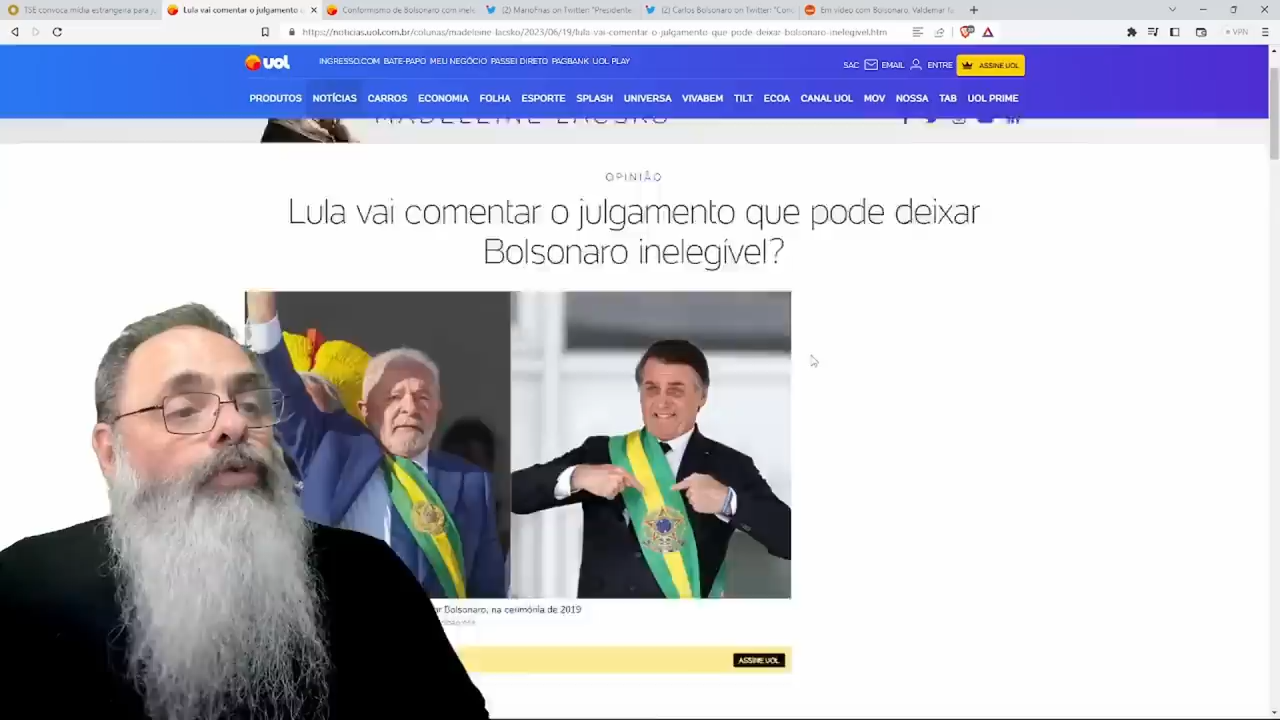 TSE convoca mídia estrangeira para ju
Lula vai comentar o julgamento q
Conformismo de Bolsonaro com inele
(2) MarioFrias on Twitter: "Presidente
(2) Carlos Bolsonaro on Twitter: "Conc
Em vídeo com Bolsonaro, Valdemar fa
https://noticias.uol.com.br/colunas/madeleine-lacsko/2023/06/19/lula-vai-comentar-o-julgamento-que-pode-deixar-bolsonaro-inelegivel.htm
VPN
UOL
INGRESSO.COM BATE-PAPO MEU NEGÓCIO PASSEI DIRETO PAGBANK UOL PLAY
SAC EMAIL ENTRE ASSINE UOL
PRODUTOS NOTÍCIAS CARROS ECONOMIA FOLHA ESPORTE SPLASH UNIVERSA VIVABEM TILT ECOA CANAL UOL MOV NOSSA TAB UOL PRIME
MADELEINE LACSKO
OPINIÃO
Lula vai comentar o julgamento que pode deixar
Bolsonaro inelegível?
ar Bolsonaro, na cerimônia de 2019
ASSINE UOL